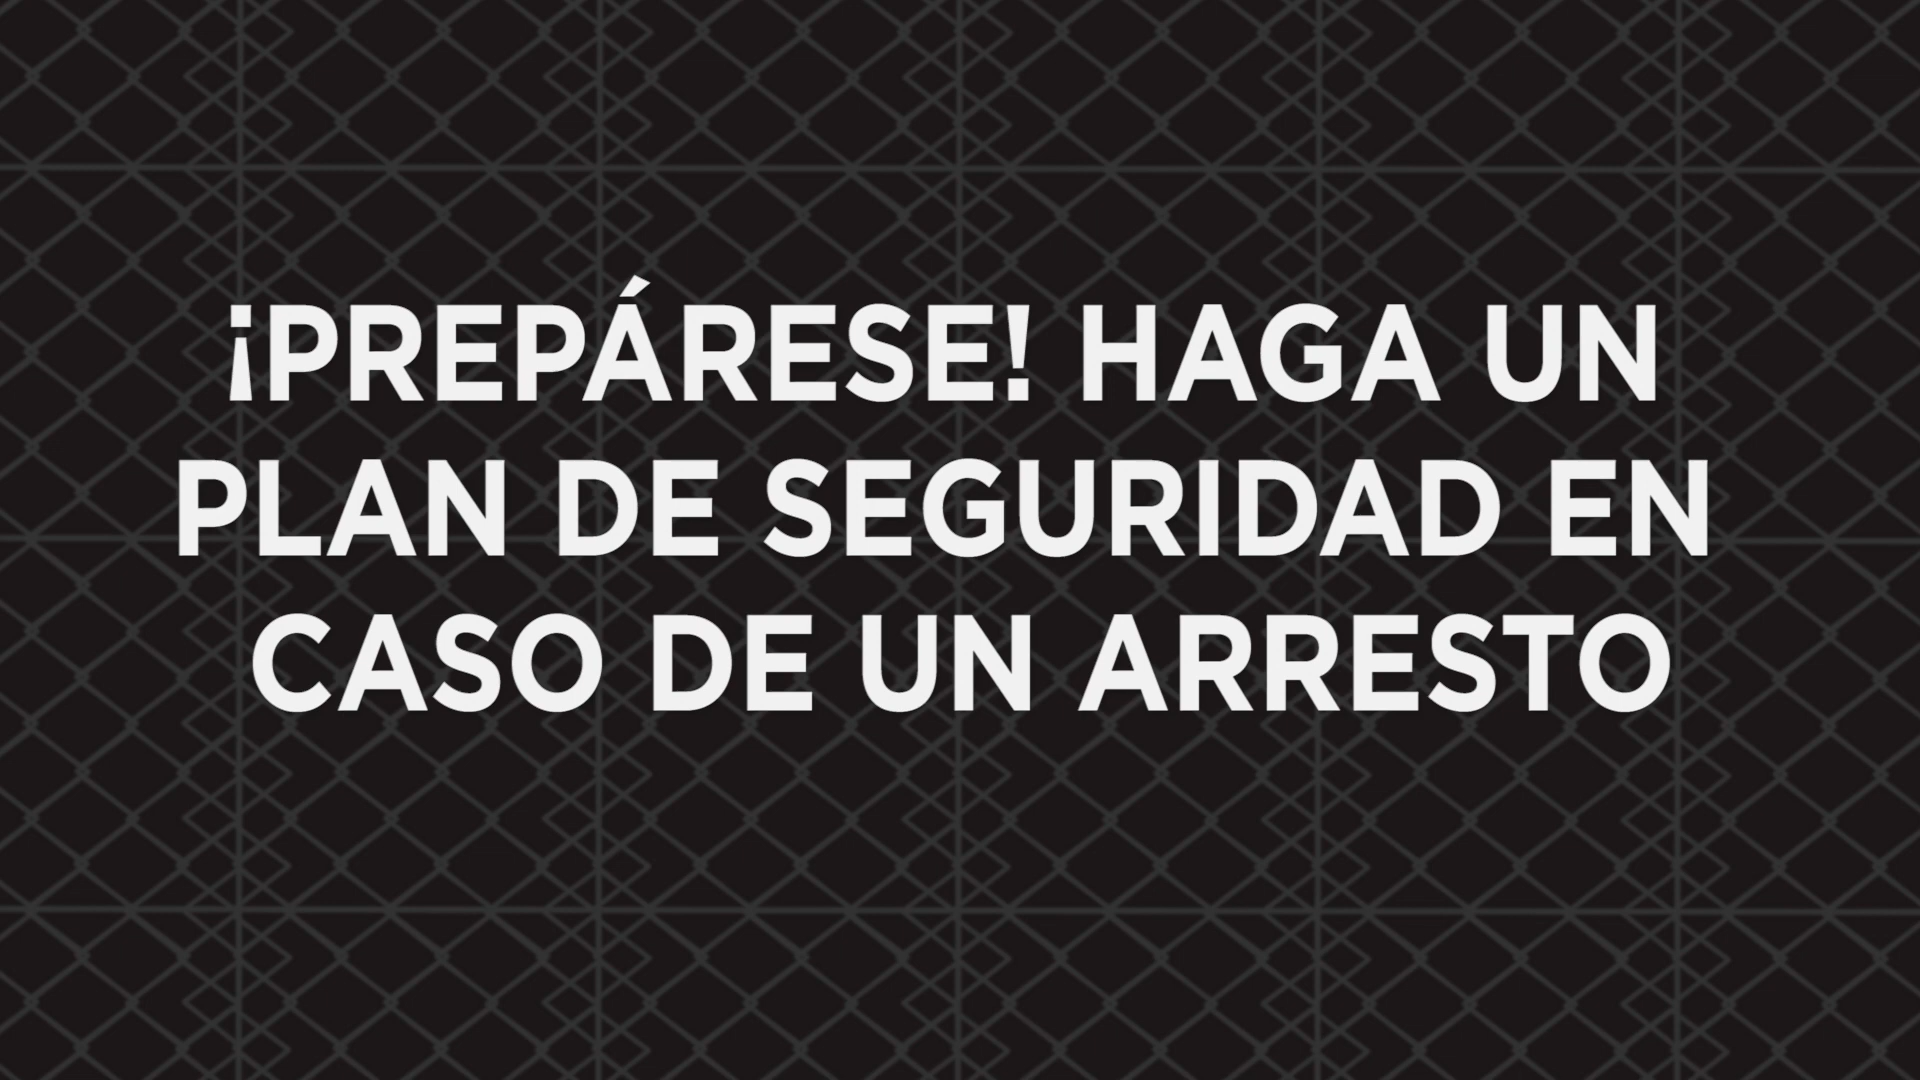 ¡PREPÁRESE! HAGA UN
PLAN DE SEGURIDAD EN
CASO DE UN ARRESTO